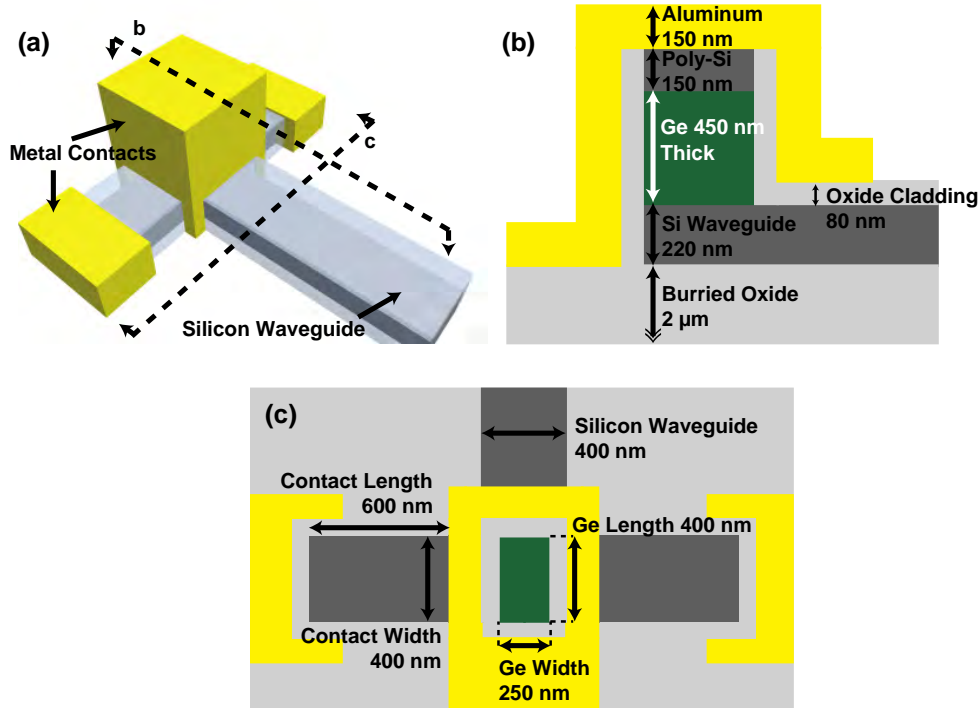 (a)
b
c
Metal Contacts
Silicon Waveguide
(b)
Aluminum
150 nm
Poly-Si
150 nm
Ge 450 nm
Thick
Oxide Cladding
80 nm
Si Waveguide
220 nm
Burried Oxide
2 µm
(c)
Silicon Waveguide
400 nm
Contact Length
600 nm
Ge Length 400 nm
Contact Width
400 nm
Ge Width
250 nm